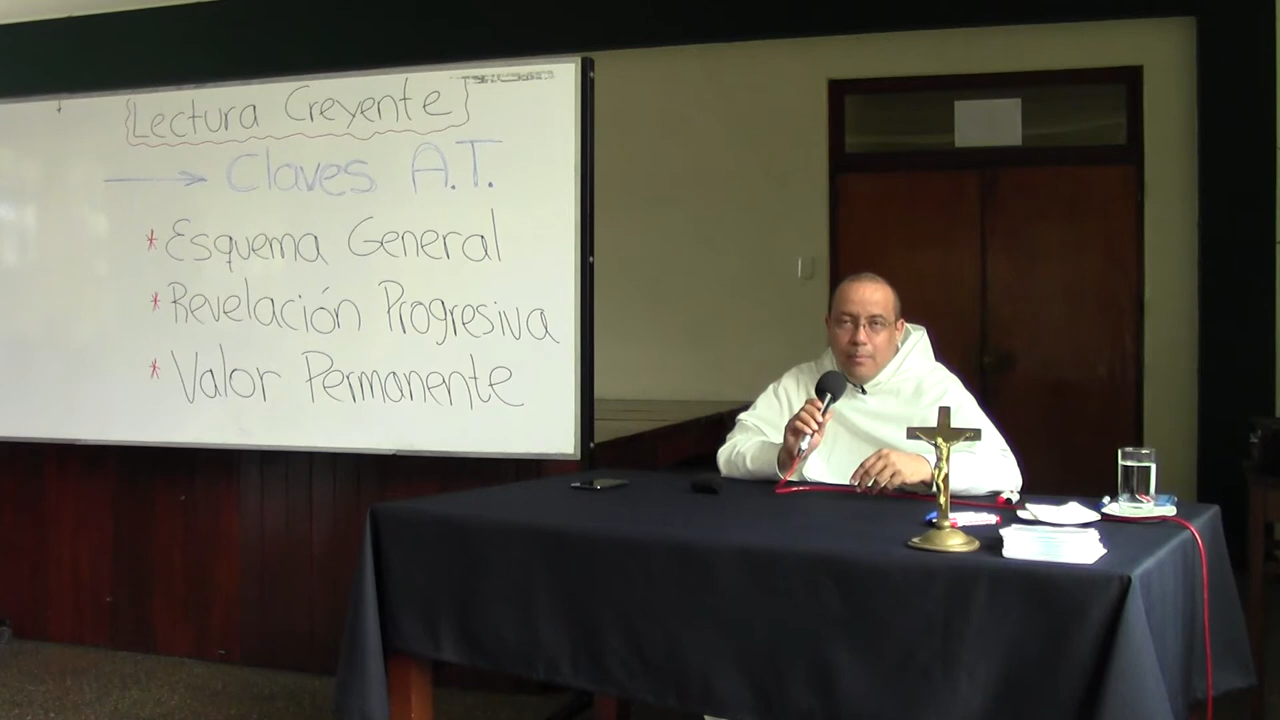 Lectura Creyente
→ Claves A.T.
* Esquema General
* Revelación Progresiva
* Valor Permanente